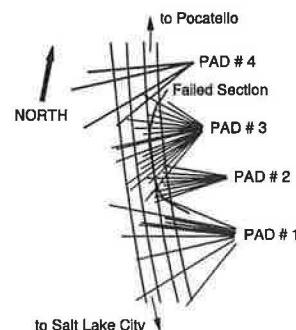 to Pocatello
PAD # 4
Failed Section
NORTH
PAD # 3
PAD # 2
PAD # 1
to Salt Lake City